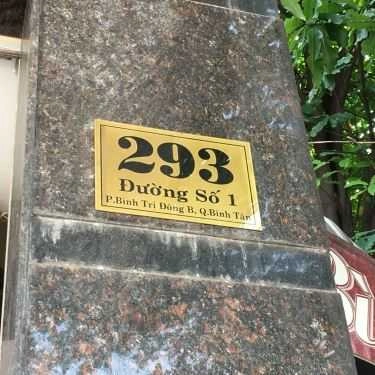 293
Đường Số 1
P.Bình Trị Đông B, Q.Bình Tân